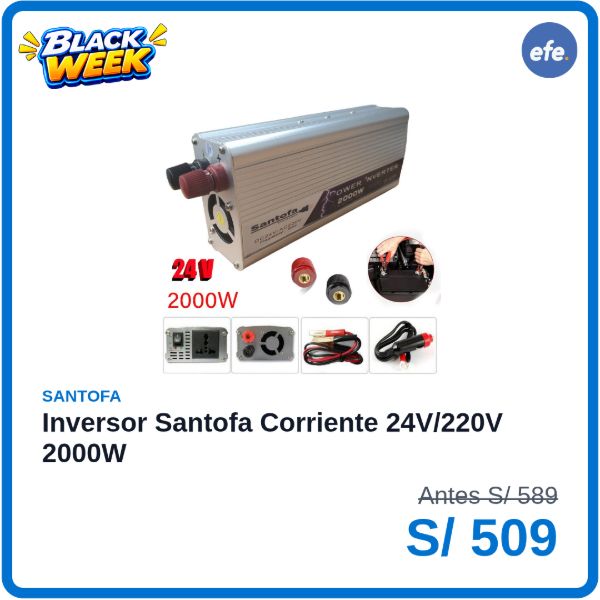 BLACK
WEEK
efe.
POWER INVERTER
2000W
Santofa
24V
2000W
SANTOFA
Inversor Santofa Corriente 24V/220V
2000W
Antes S/ 589
S/ 509